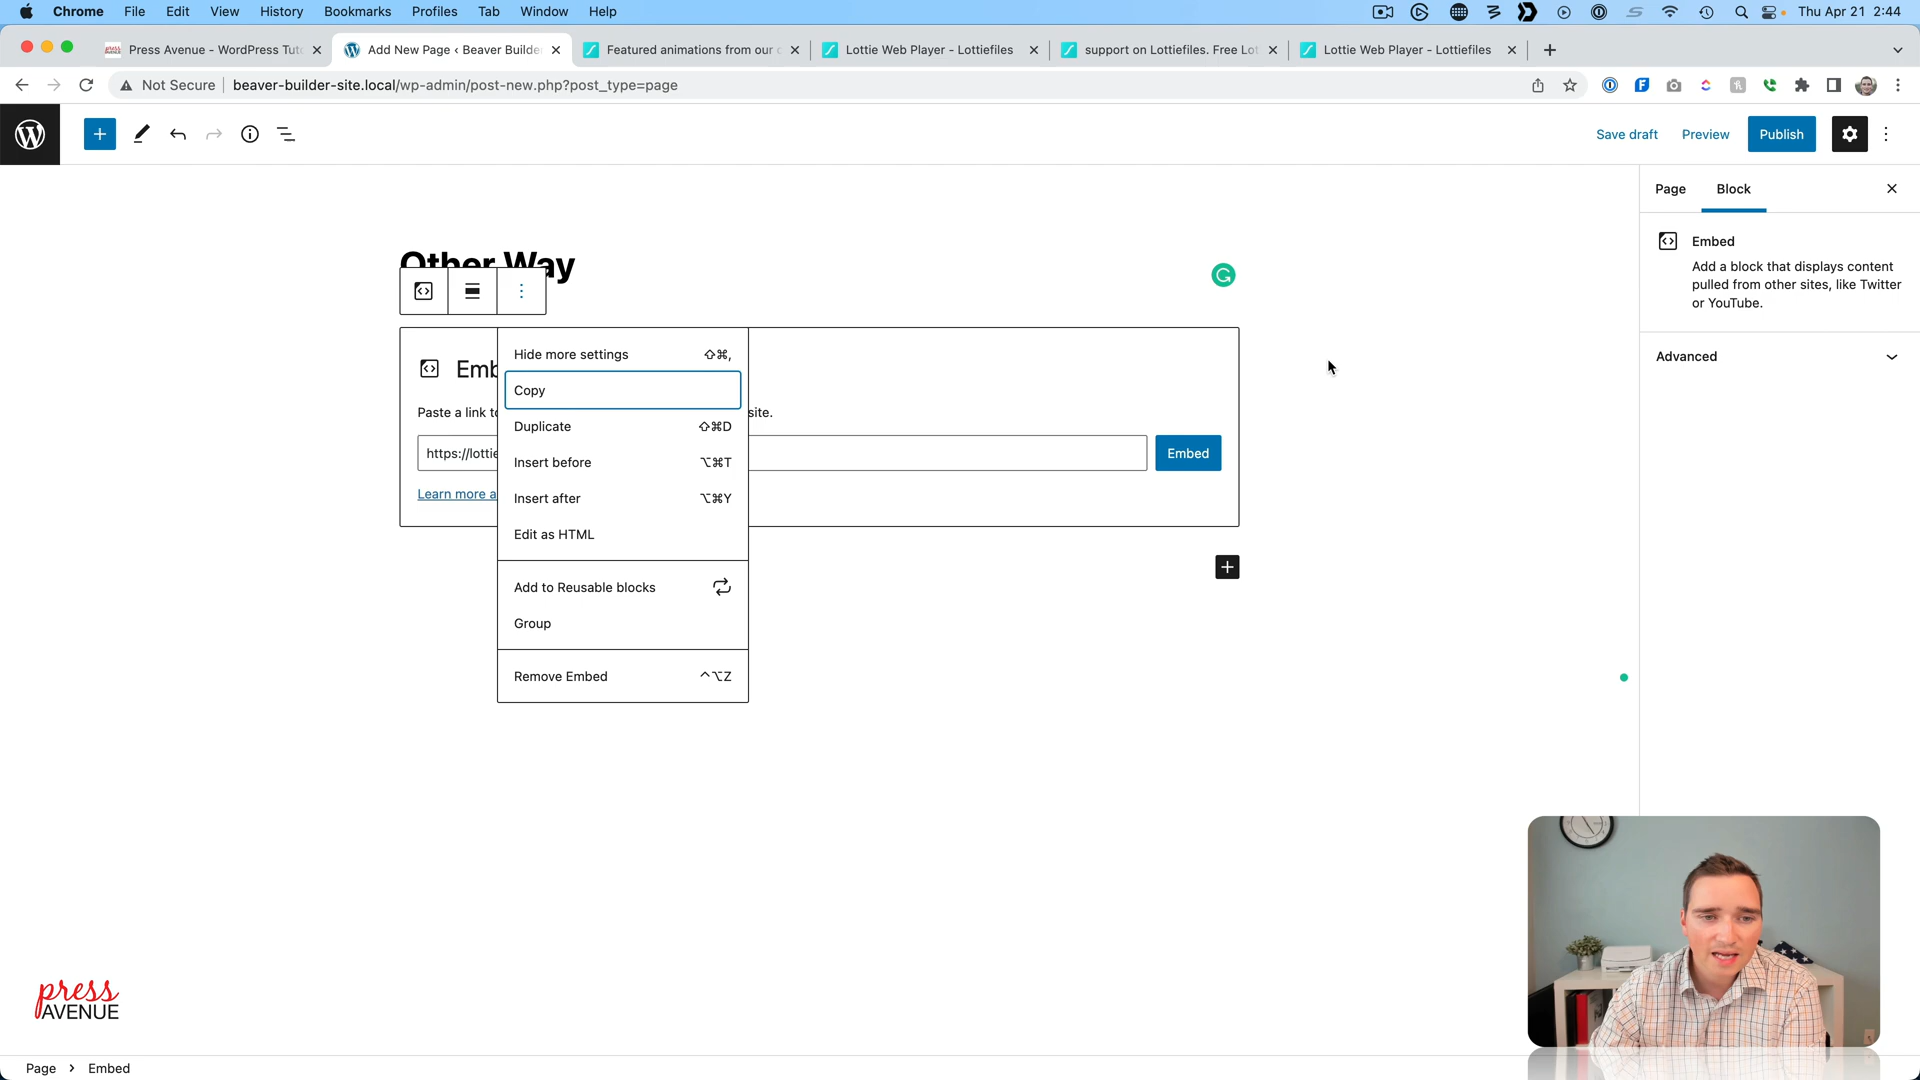 Chrome File Edit View History Bookmarks Profiles Tab Window Help Thu Apr 21 2:44
Press Avenue - WordPress Tut
Add New Page ‹ Beaver Builde
Featured animations from our c
Lottie Web Player - Lottiefiles
support on Lottiefiles. Free Lot
Lottie Web Player - Lottiefiles
Not Secure beaver-builder-site.local/wp-admin/post-new.php?post_type=page
Save draft Preview Publish
Page Block
Other Way
Embed
Add a block that displays content
pulled from other sites, like Twitter
or YouTube.
Advanced
Emb
Paste a link to site.
https://lottie
Embed
Learn more a
Hide more settings ⇧⌘,
Copy
Duplicate ⇧⌘D
Insert before ⌥⌘T
Insert after ⌥⌘Y
Edit as HTML
Add to Reusable blocks
Group
Remove Embed ^⌥Z
press
AVENUE
Page › Embed